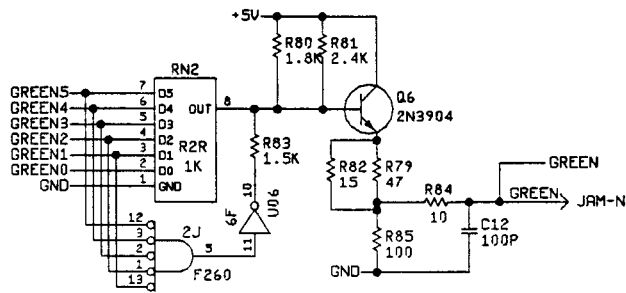 +5V
R80
1.8K
R81
2.4K
RN2
Q6
2N3904
GREEN5 7 D5
GREEN4 6 D4
GREEN3 5 D3
GREEN2 4 D2
GREEN1 3 D1
GREEN0 2 D0
GND 1 GND
OUT 8
R2R
1K
R83
1.5K
R82
15
R79
47
10
6F
U06
11
R84
10
GREEN
GREEN
JAM-N
C12
100P
R85
100
GND
12
3
2
1
13
2J
5
F260